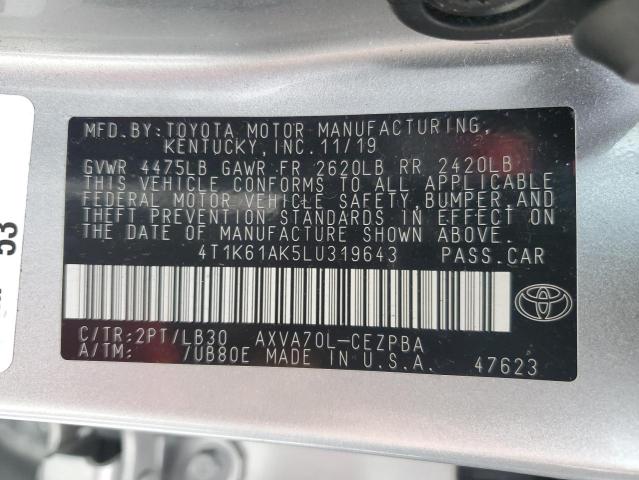 MFD.BY:TOYOTA MOTOR MANUFACTURING,
KENTUCKY,INC.11/19
GVWR 4475LB GAWR FR 2620LB RR 2420LB
THIS VEHICLE CONFORMS TO ALL APPLICABLE
FEDERAL MOTOR VEHICLE SAFETY,BUMPER,AND
THEFT PREVENTION STANDARDS IN EFFECT ON
THE DATE OF MANUFACTURE SHOWN ABOVE.
4T1K61AK5LU319643 PASS.CAR
C/TR:2PT/LB30 AXVA70L-CEZPBA
A/TM: 7UB80E MADE IN U.S.A. 47623
53